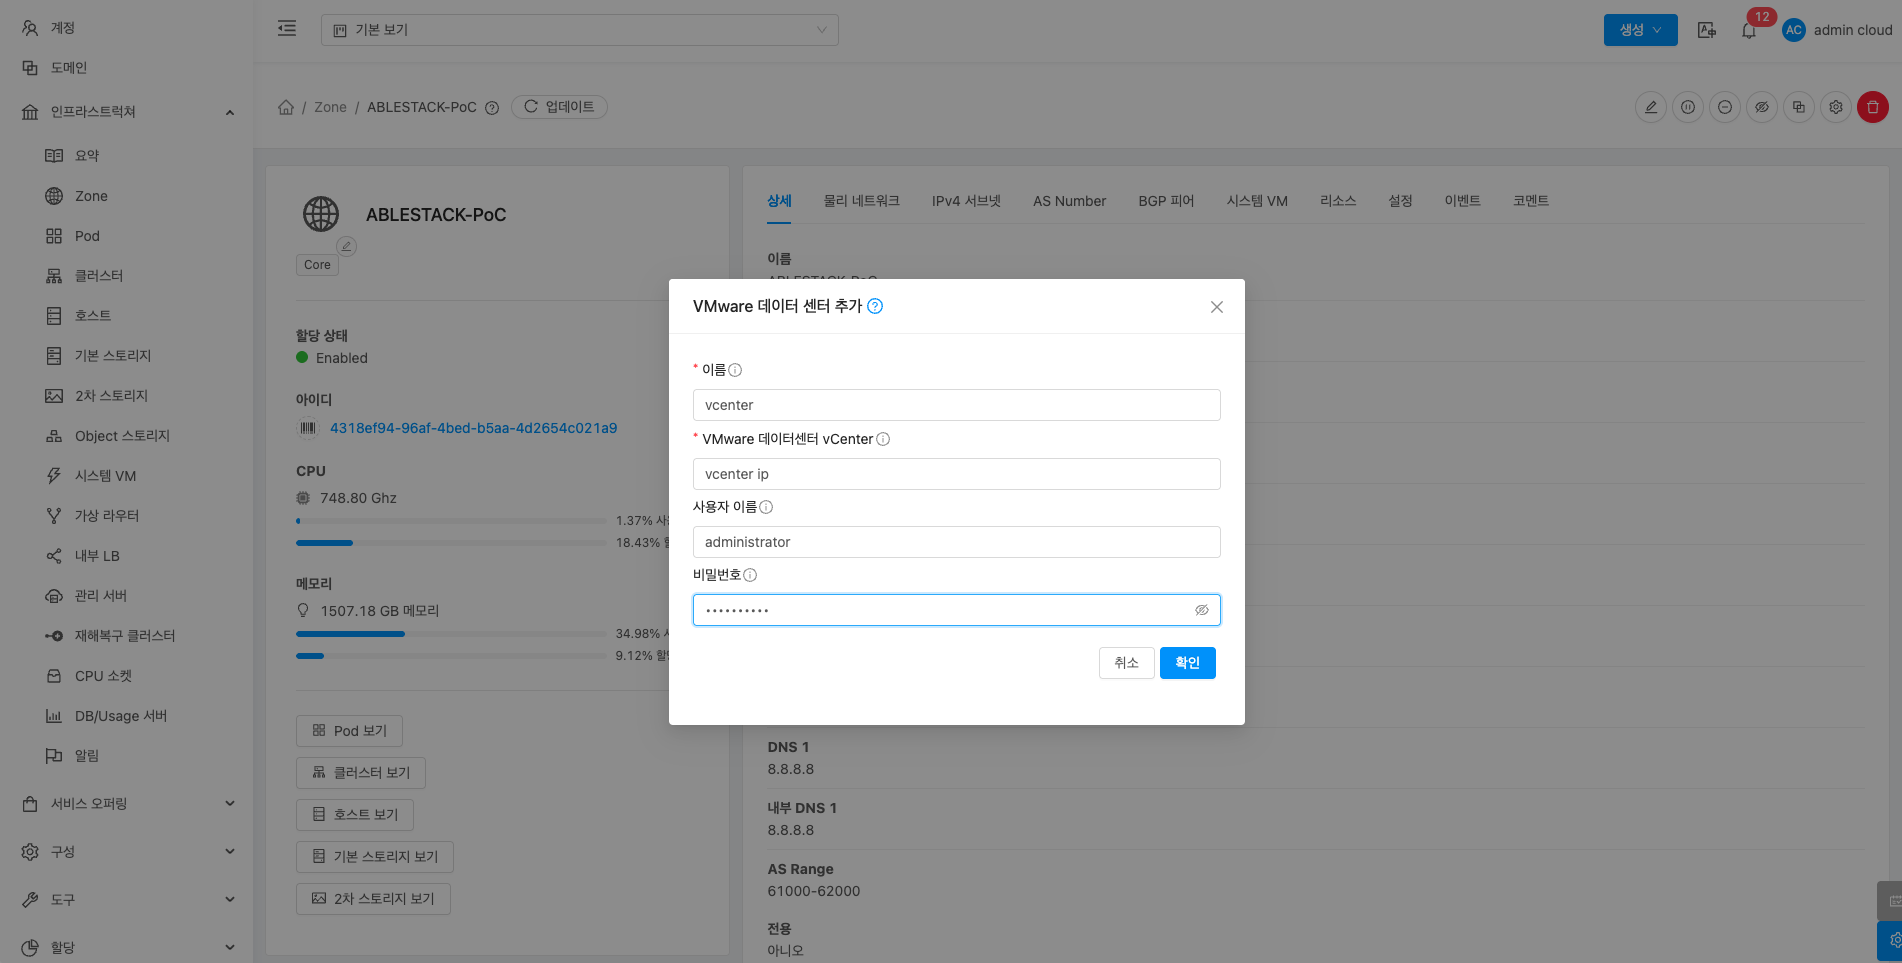 계정
도메인
인프라스트럭쳐
요약
Zone
Pod
클러스터
호스트
기본 스토리지
2차 스토리지
Object 스토리지
시스템 VM
가상 라우터
내부 LB
관리 서버
재해복구 클러스터
CPU 소켓
DB/Usage 서버
알림
서비스 오퍼링
구성
도구
할당
기본 보기
생성
12
AC
admin cloud
/ Zone / ABLESTACK-PoC
업데이트
ABLESTACK-PoC
Core
할당 상태
Enabled
아이디
4318ef94-96af-4bed-b5aa-4d2654c021a9
CPU
748.80 Ghz
1.37%
18.43%
메모리
1507.18 GB 메모리
34.98%
9.12%
Pod 보기
클러스터 보기
호스트 보기
기본 스토리지 보기
2차 스토리지 보기
상세
물리 네트워크
IPv4 서브넷
AS Number
BGP 피어
시스템 VM
리소스
설정
이벤트
코멘트
이름
ABLESTACK-PoC
VMware 데이터 센터 추가
* 이름
vcenter
* VMware 데이터센터 vCenter
vcenter ip
사용자 이름
administrator
비밀번호
••••••••••
취소
확인
DNS 1
8.8.8.8
내부 DNS 1
8.8.8.8
AS Range
61000-62000
전용
아니오